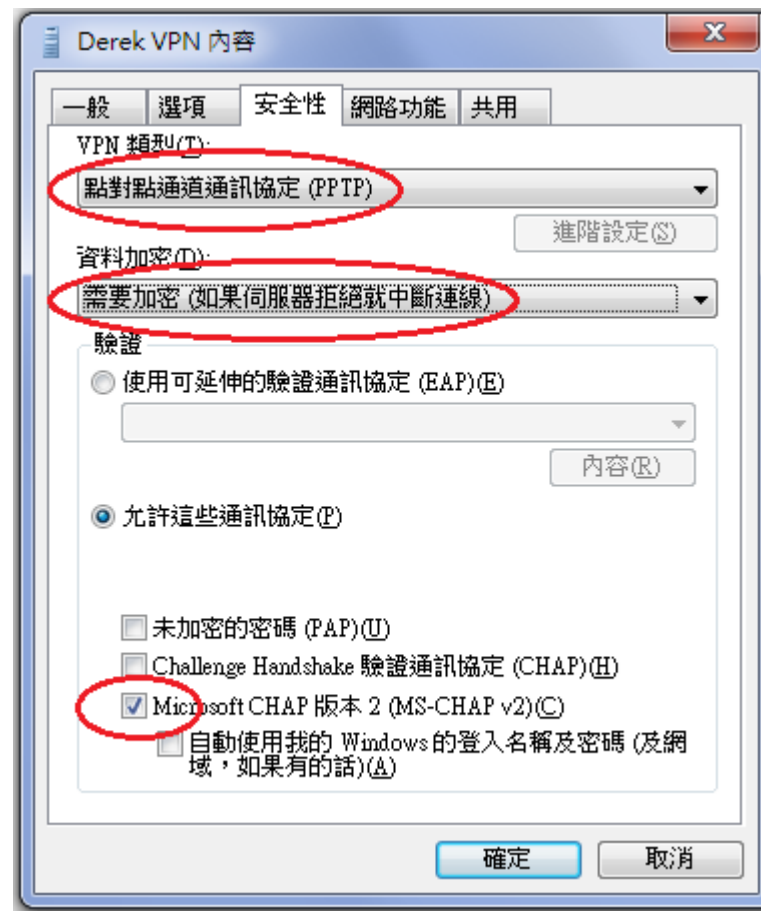 Derek VPN 內容
一般 選項 安全性 網路功能 共用
VPN 類型(T):
點對點通道通訊協定 (PPTP)
進階設定(S)
資料加密(D):
需要加密 (如果伺服器拒絕就中斷連線)
驗證
使用可延伸的驗證通訊協定 (EAP)(E)
內容(R)
允許這些通訊協定(P)
未加密的密碼 (PAP)(U)
Challenge Handshake 驗證通訊協定 (CHAP)(H)
Microsoft CHAP 版本 2 (MS-CHAP v2)(C)
自動使用我的 Windows 的登入名稱及密碼 (及網
域，如果有的話)(A)
確定 取消